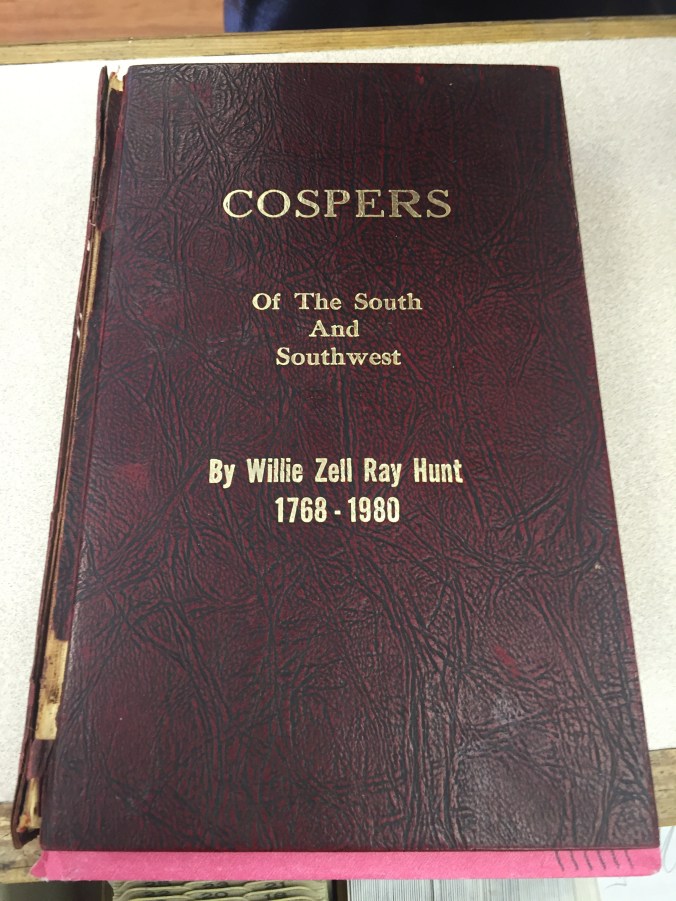 COSPERS
Of The South
And
Southwest
By Willie Zell Ray Hunt
1768 - 1980